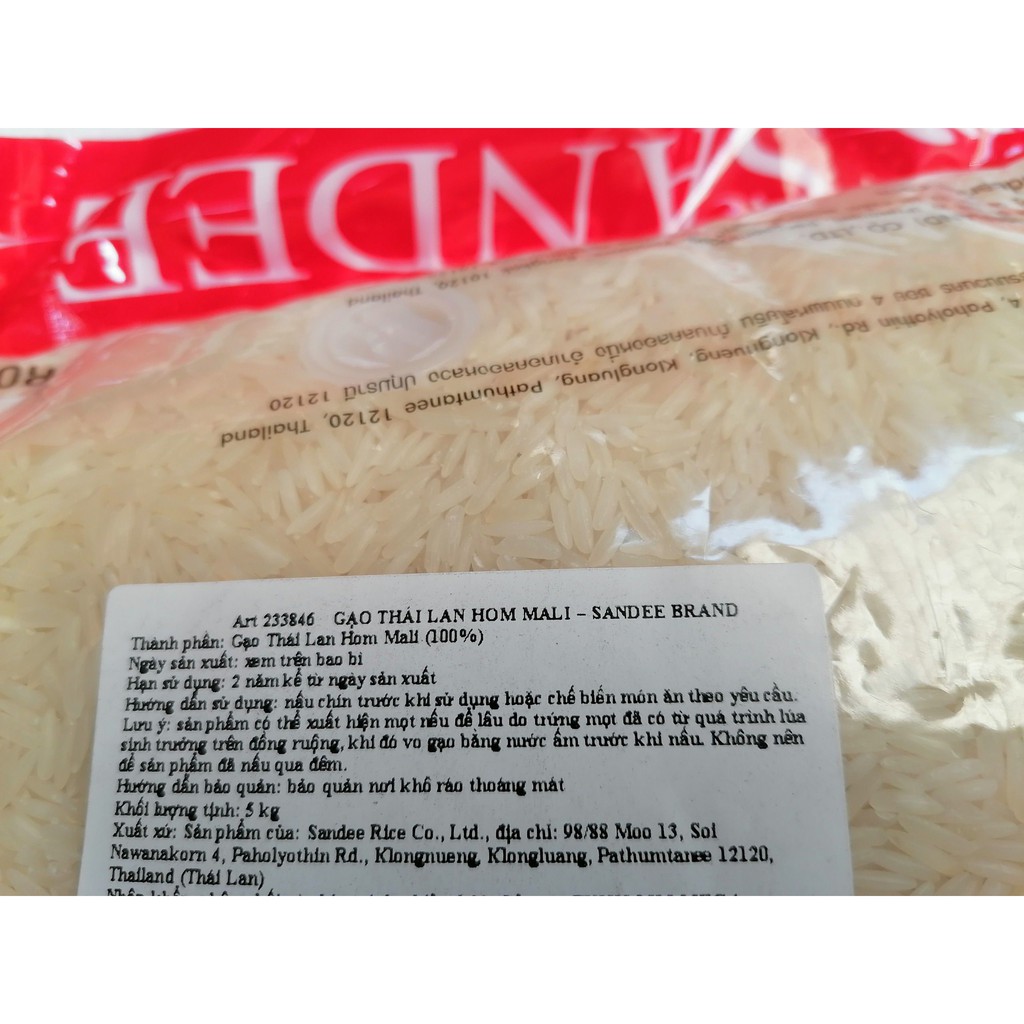 SANDEE
CO., LTD
10120, Thailand
4 Paholyothin Rd., Klongnueng, Klongluang, Pathumtanee 12120, Thailand
12120
RO
Art 233846 GẠO THÁI LAN HOM MALI – SANDEE BRAND
Thành phần: Gạo Thái Lan Hom Mali (100%)
Ngày sản xuất: xem trên bao bì
Hạn sử dụng: 2 năm kể từ ngày sản xuất
Hướng dẫn sử dụng: nấu chín trước khi sử dụng hoặc chế biến món ăn theo yêu cầu.
Lưu ý: sản phẩm có thể xuất hiện mọt nếu để lâu do trứng mọt đã có từ quá trình lúa
sinh trưởng trên đồng ruộng, khi đó vo gạo bằng nước ấm trước khi nấu. Không nên
để sản phẩm đã nấu qua đêm.
Hướng dẫn bảo quản: bảo quản nơi khô ráo thoáng mát
Khối lượng tịnh: 5 kg
Xuất xứ: Sản phẩm của: Sandee Rice Co., Ltd., địa chỉ: 98/88 Moo 13, Soi
Nawanakorn 4, Paholyothin Rd., Klongnueng, Klongluang, Pathumtanee 12120,
Thailand (Thái Lan)